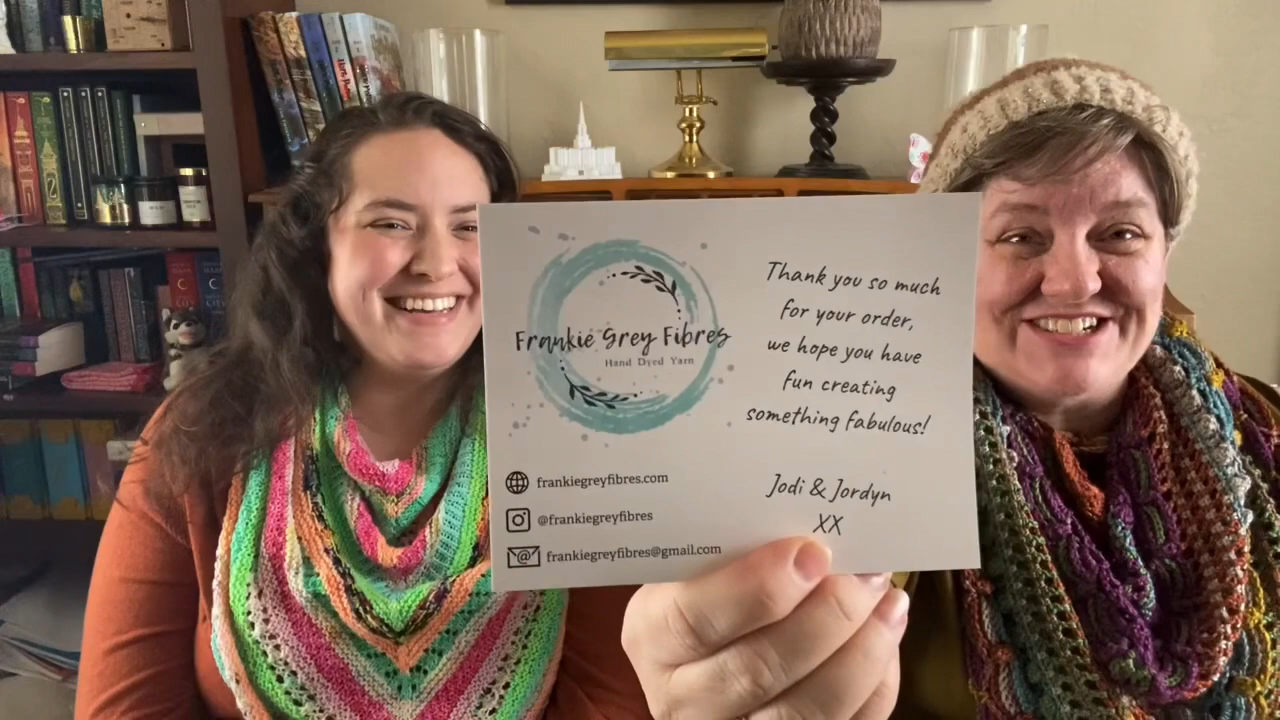 Frankie Grey Fibres
Hand Dyed Yarn
frankiegreyfibres.com
@frankiegreyfibres
frankiegreyfibres@gmail.com
Thank you so much
for your order,
we hope you have
fun creating
something fabulous!
Jodi & Jordyn
XX